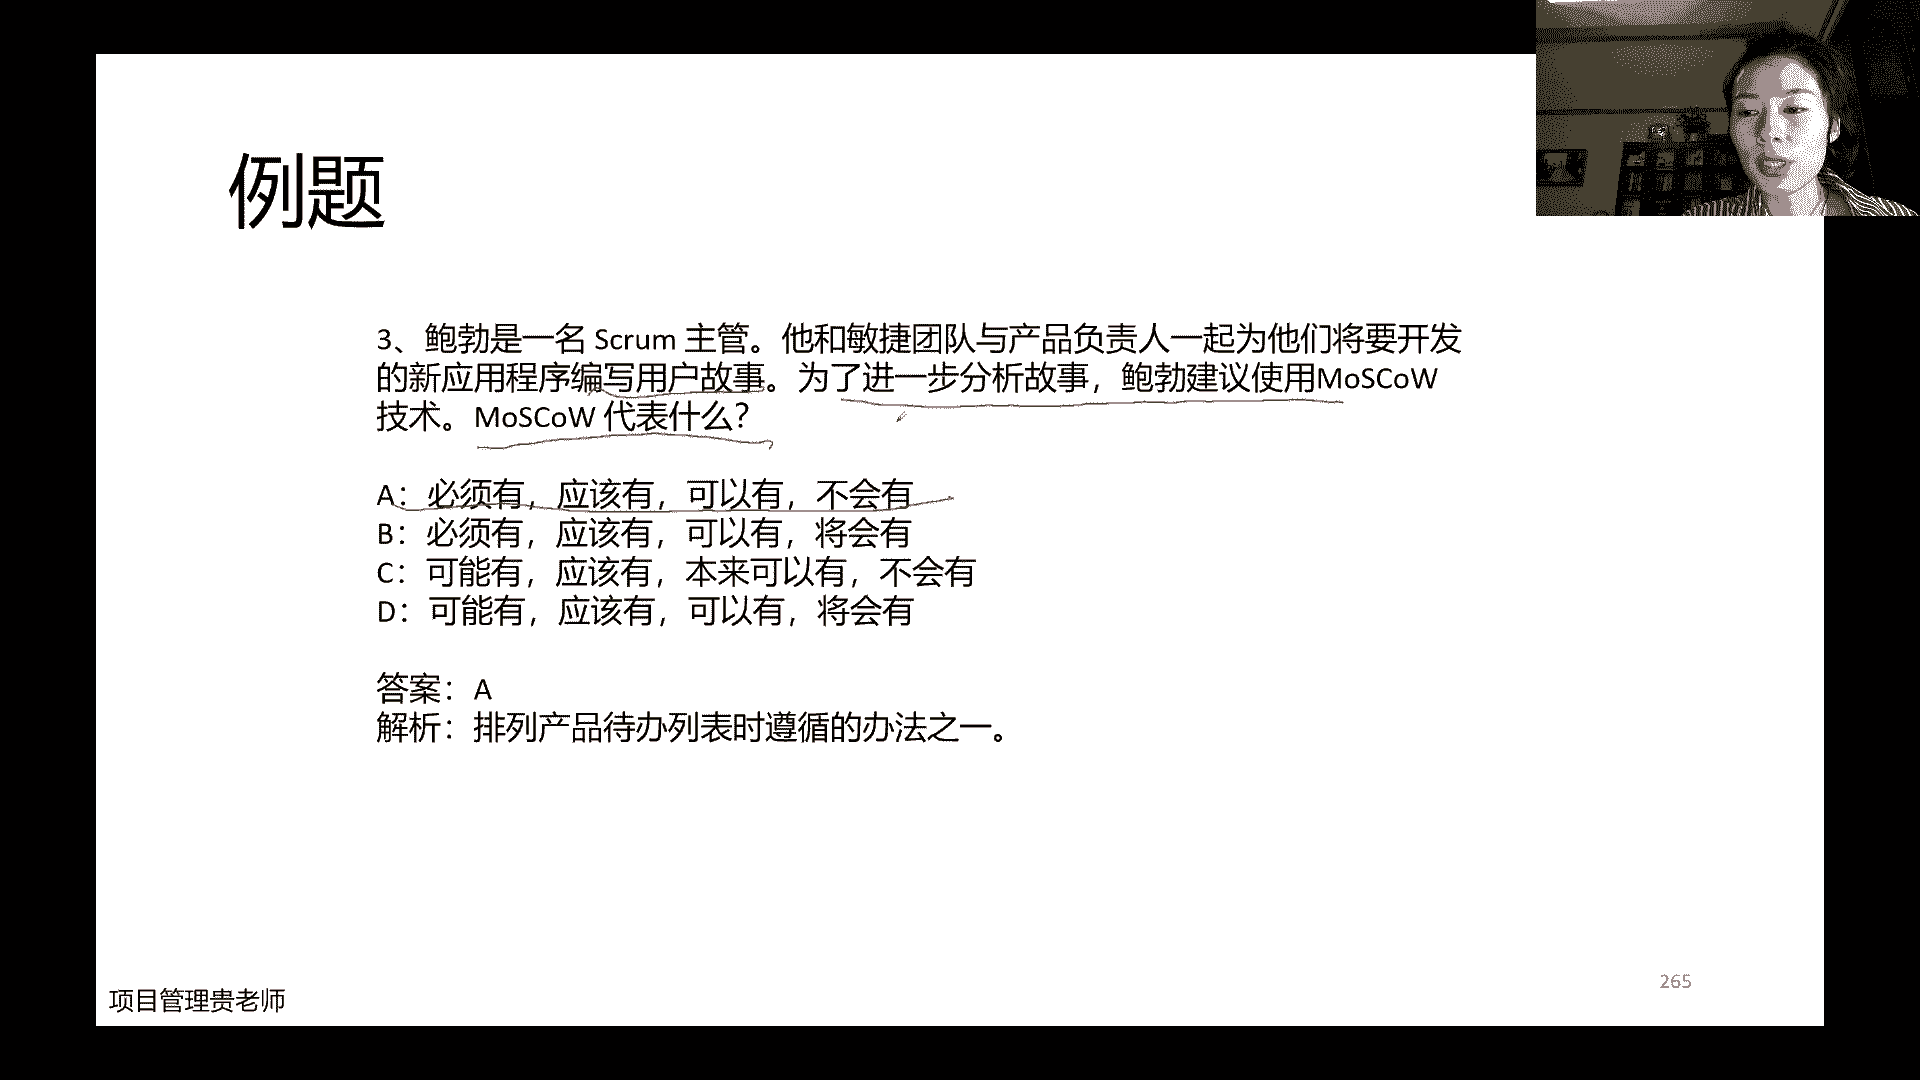 例题
3、鲍勃是一名 Scrum 主管。他和敏捷团队与产品负责人一起为他们将要开发
的新应用程序编写用户故事。为了进一步分析故事，鲍勃建议使用MoSCoW
技术。MoSCoW 代表什么？
A：必须有，应该有，可以有，不会有
B：必须有，应该有，可以有，将会有
C：可能有，应该有，本来可以有，不会有
D：可能有，应该有，可以有，将会有
答案：A
解析：排列产品待办列表时遵循的办法之一。
项目管理贵老师
265